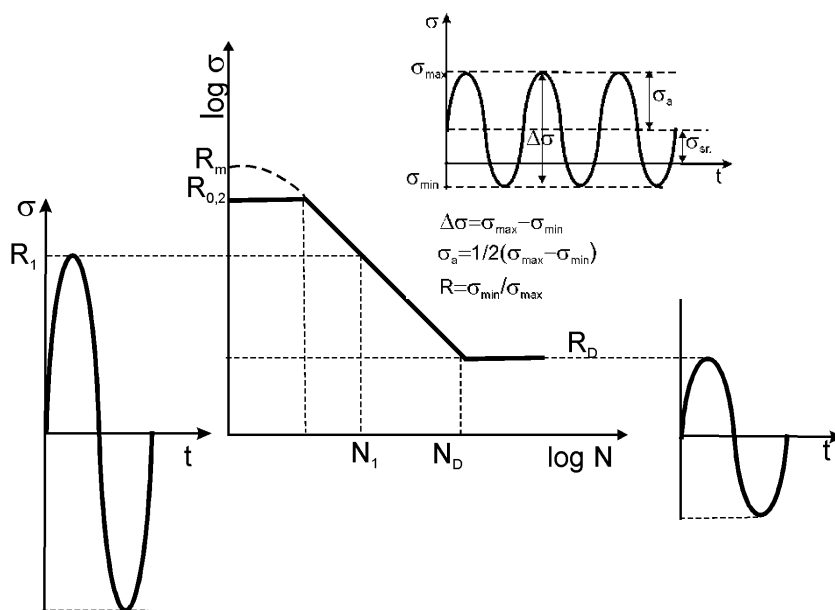 σ
σmax
σa
Δσ
σsr.
t
σmin
Δσ=σmax−σmin
σa=1/2(σmax−σmin)
R=σmin/σmax
log σ
Rm
R0,2
RD
N1
ND
log N
σ
R1
t
t